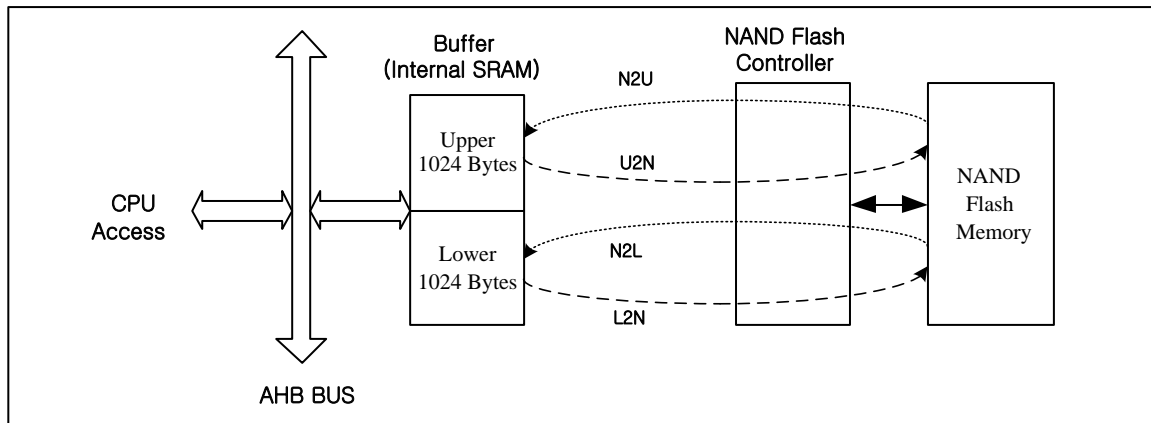 Buffer
(Internal SRAM)
NAND Flash
Controller
N2U
Upper
1024 Bytes
U2N
NAND
Flash
Memory
CPU
Access
Lower
1024 Bytes
N2L
L2N
AHB BUS